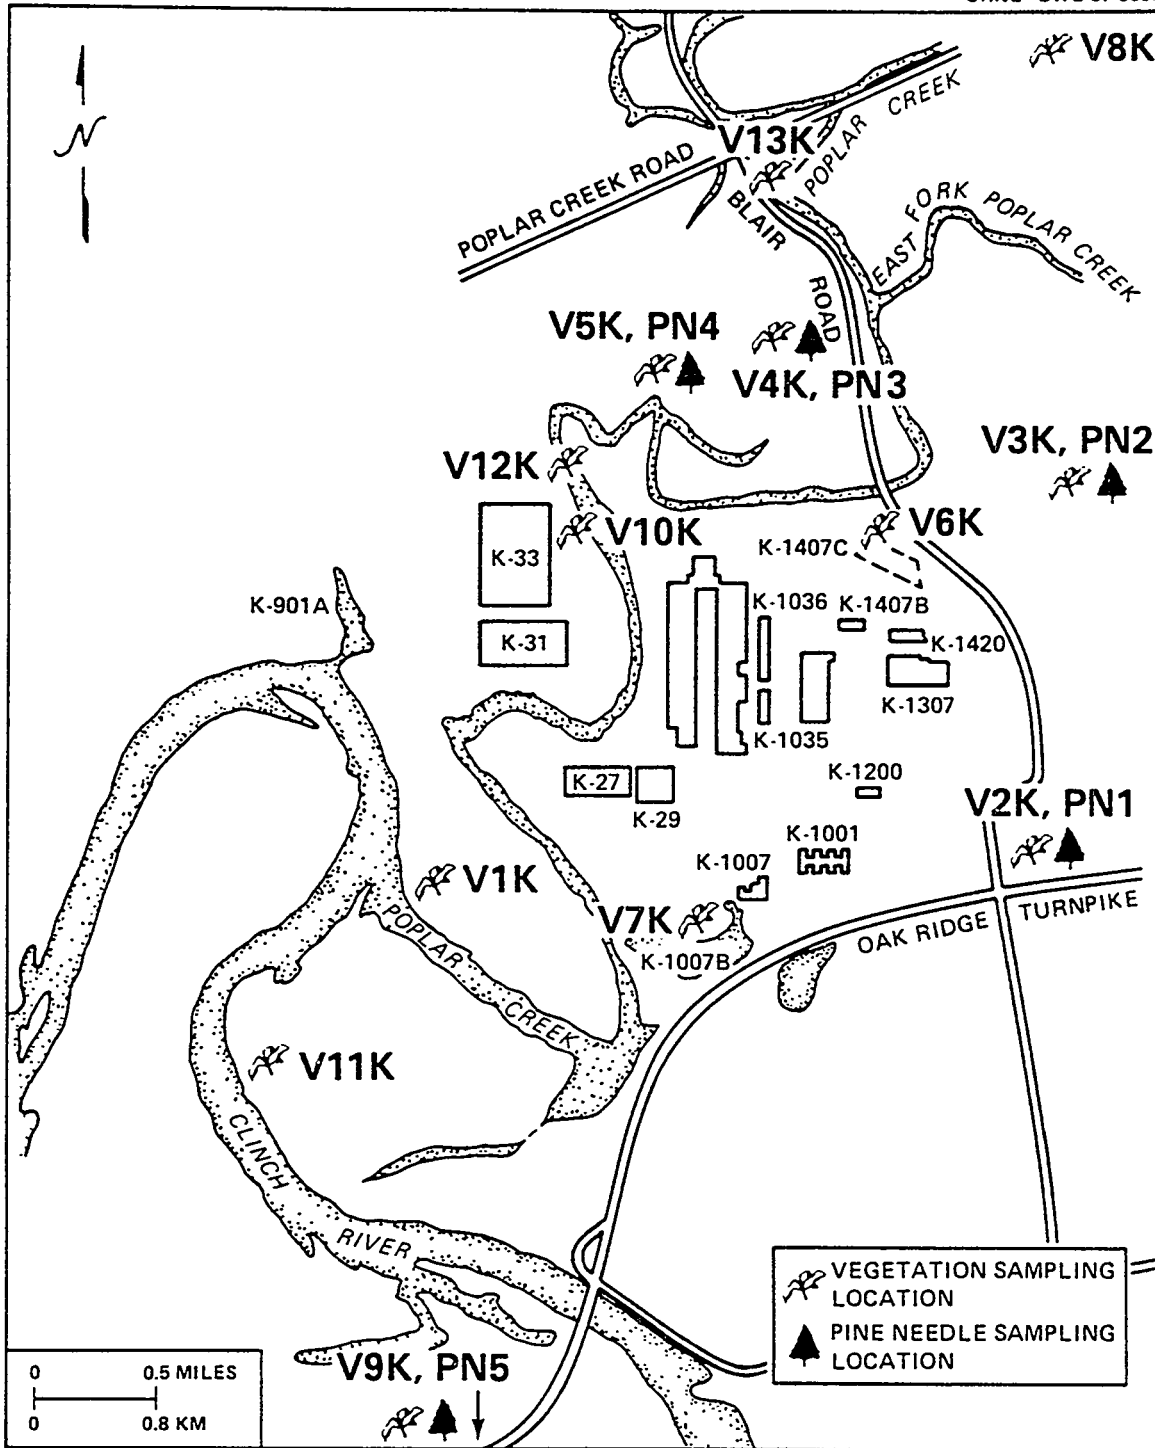 V8K
N
POPLAR CREEK
V13K
POPLAR CREEK
POPLAR CREEK ROAD
BLAIR
ROAD
EAST FORK POPLAR CREEK
V5K, PN4
V4K, PN3
V3K, PN2
V12K
V10K
V6K
K-1407C
K-33
K-901A
K-1036
K-1407B
K-31
K-1420
K-1307
K-1035
K-27
K-29
K-1200
V2K, PN1
K-1001
K-1007
V1K
V7K
OAK RIDGE TURNPIKE
POPLAR
CREEK
K-1007B
V11K
CLINCH
RIVER
VEGETATION SAMPLING
LOCATION
PINE NEEDLE SAMPLING
LOCATION
V9K, PN5
0 0.5 MILES
0 0.8 KM